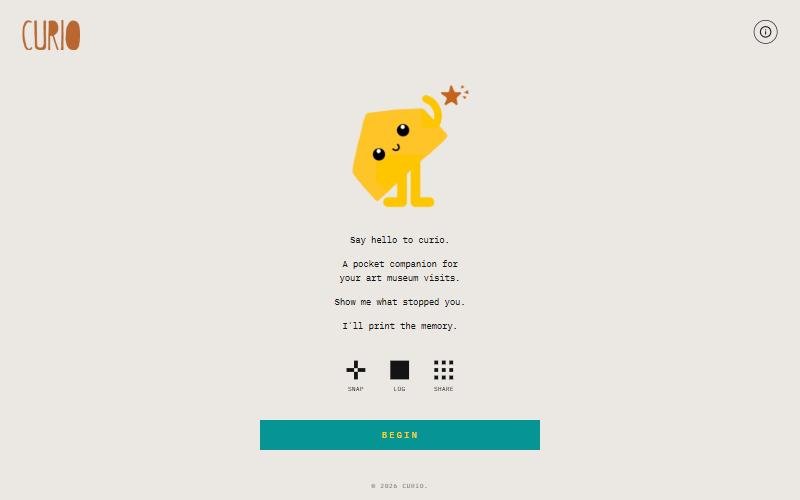 CURIO
Say hello to curio.
A pocket companion for
your art museum visits.
Show me what stopped you.
I'll print the memory.
SNAP
LOG
SHARE
BEGIN
© 2026 CURIO.